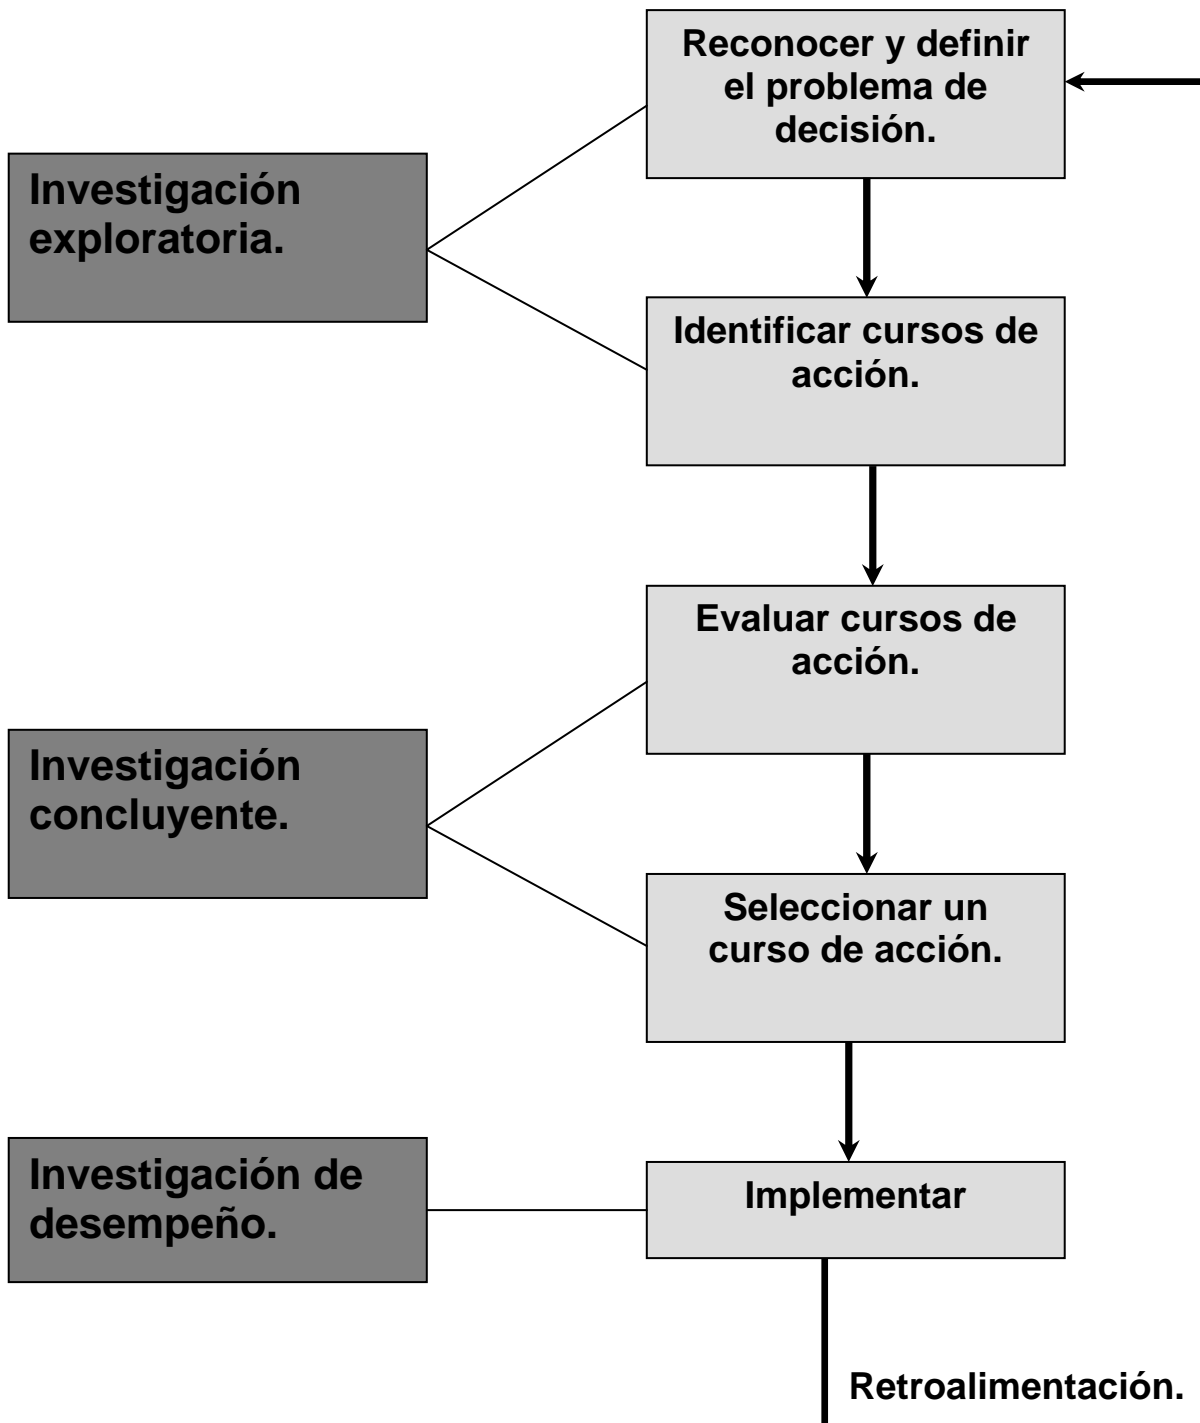 Reconocer y definir
el problema de
decisión.
Investigación
exploratoria.
Identificar cursos de
acción.
Evaluar cursos de
acción.
Investigación
concluyente.
Seleccionar un
curso de acción.
Investigación de
desempeño.
Implementar
Retroalimentación.